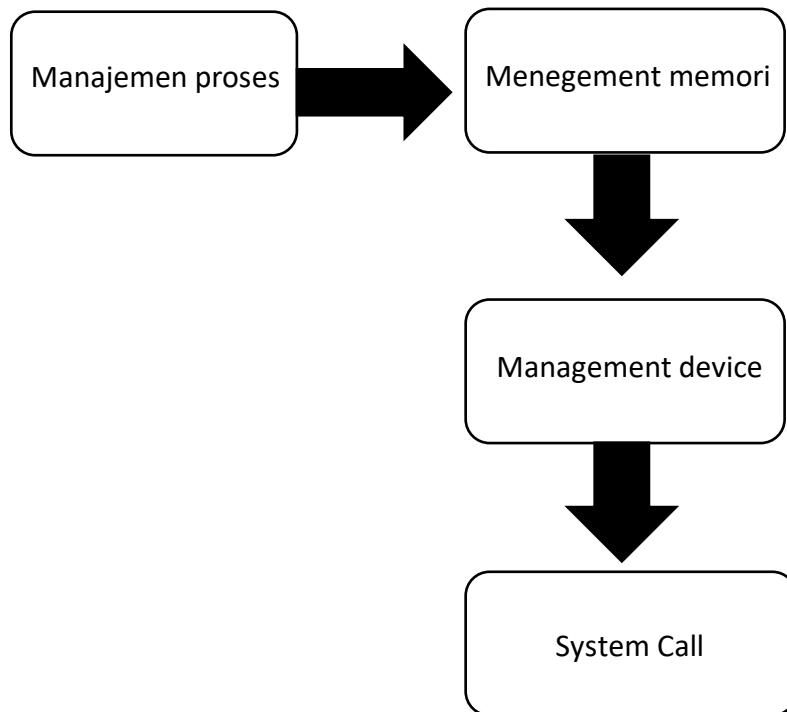 Manajemen proses
Menegement memori
Management device
System Call